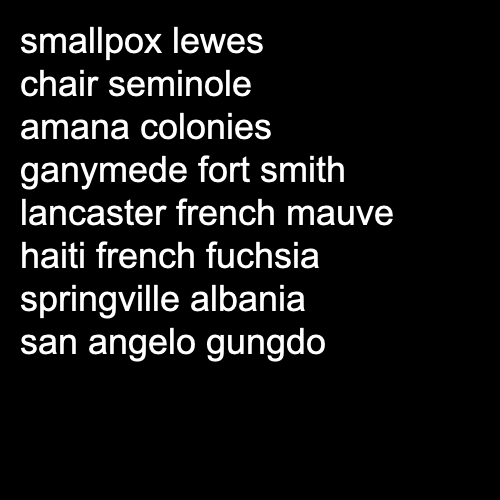 smallpox lewes
chair seminole
amana colonies
ganymede fort smith
lancaster french mauve
haiti french fuchsia
springville albania
san angelo gungdo